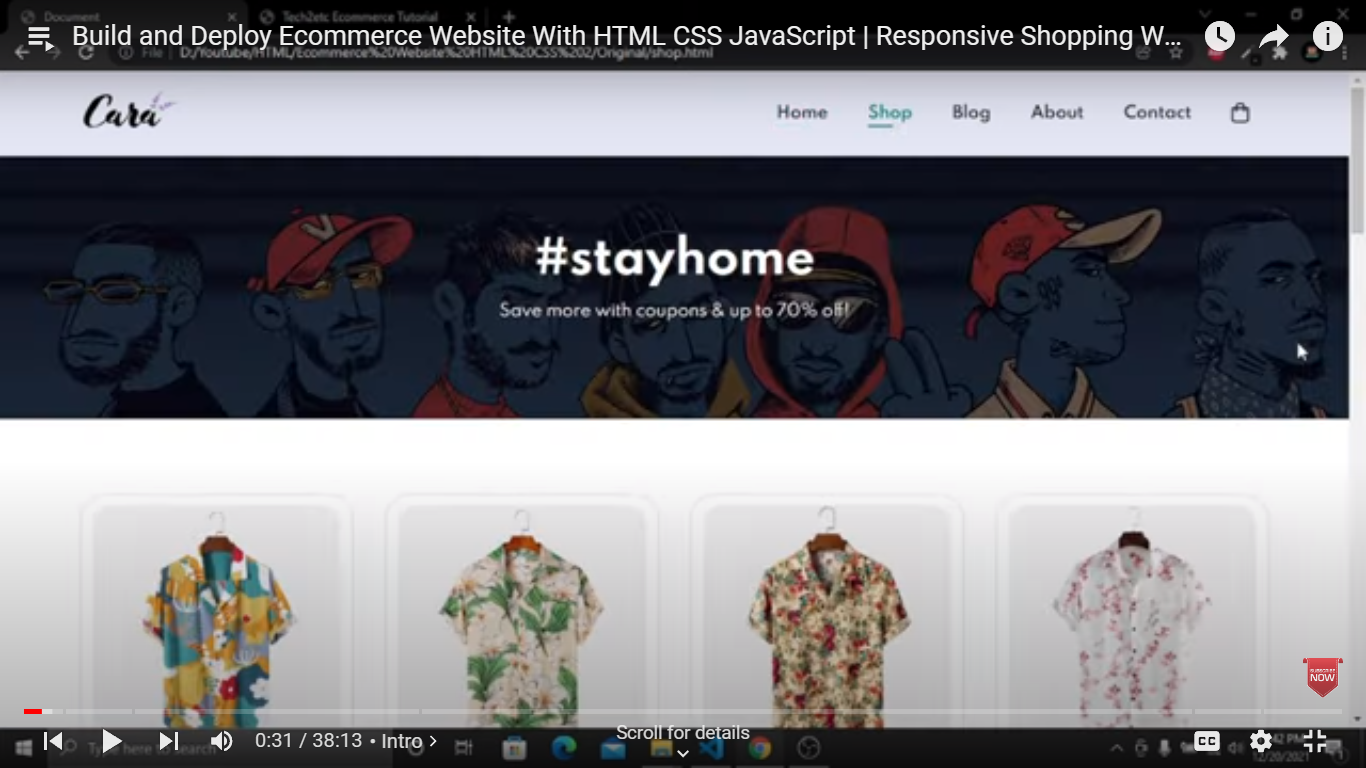 Document
Tech2etc Ecommerce Tutorial
Build and Deploy Ecommerce Website With HTML CSS JavaScript | Responsive Shopping W...
File
D:/Youtube/HTML/Ecommerce%20Website%20HTML%20CSS%202/Original/shop.html
Cara
Home
Shop
Blog
About
Contact
V
#stayhome
Save more with coupons & up to 70% off!
SUBSCRIBE
NOW
0:31 / 38:13 • Intro
Scroll for details
CC
Type here to search
42 PM
12/20/2021